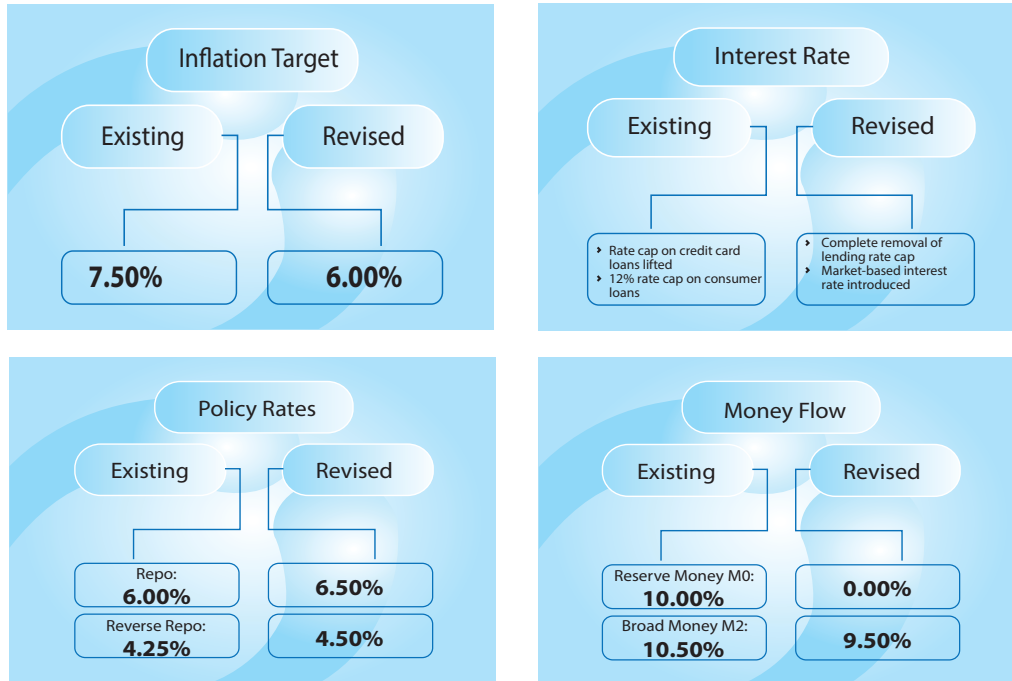 Inflation Target
Existing
Revised
7.50%
6.00%
Interest Rate
Existing
Revised
› Rate cap on credit card
loans lifted
› 12% rate cap on consumer
loans
› Complete removal of
lending rate cap
› Market-based interest
rate introduced
Policy Rates
Existing
Revised
Repo:
6.00%
6.50%
Reverse Repo:
4.25%
4.50%
Money Flow
Existing
Revised
Reserve Money M0:
10.00%
0.00%
Broad Money M2:
10.50%
9.50%